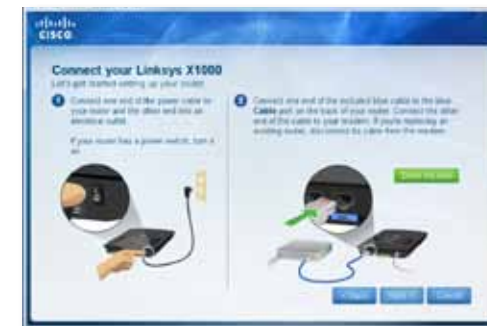 CISCO
Connect your Linksys X1000
Let's get started setting up your router.
1 Connect one end of the power cable to
your router and the other end into an
electrical outlet.
If your router has a power switch, turn it
on.
2 Connect one end of the included blue cable to the blue
Cable port on the back of your router. Connect the other
end of the cable to your modem. If you're replacing an
existing router, disconnect its cable from the modem.
Cancel